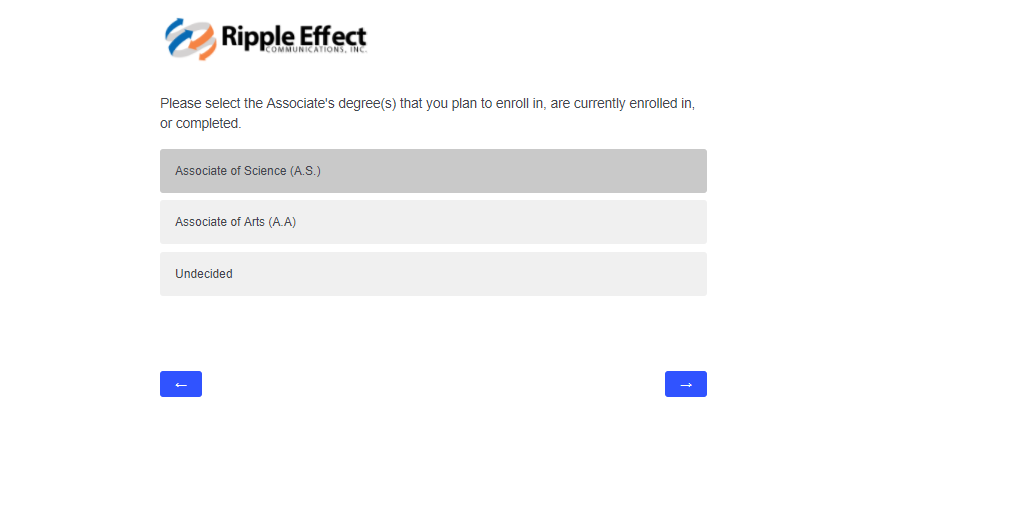 Ripple Effect
COMMUNICATIONS, INC.
Please select the Associate's degree(s) that you plan to enroll in, are currently enrolled in,
or completed.
Associate of Science (A.S.)
Associate of Arts (A.A)
Undecided
←
→